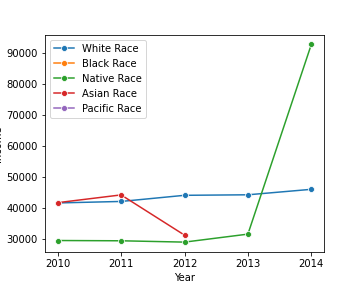 White Race
Black Race
Native Race
Asian Race
Pacific Race
90000
80000
70000
60000
50000
40000
30000
2010
2011
2012
2013
2014
Year